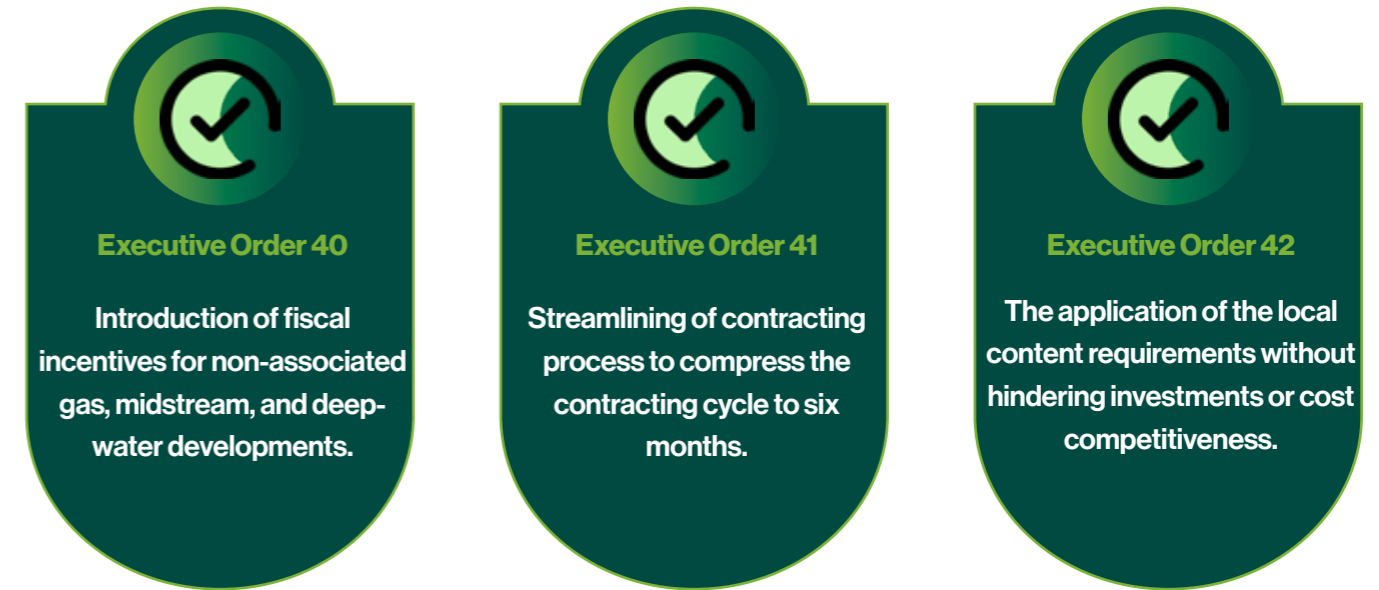 Executive Order 40
Introduction of fiscal
incentives for non-associated
gas, midstream, and deep-
water developments.
Executive Order 41
Streamlining of contracting
process to compress the
contracting cycle to six
months.
Executive Order 42
The application of the local
content requirements without
hindering investments or cost
competitiveness.